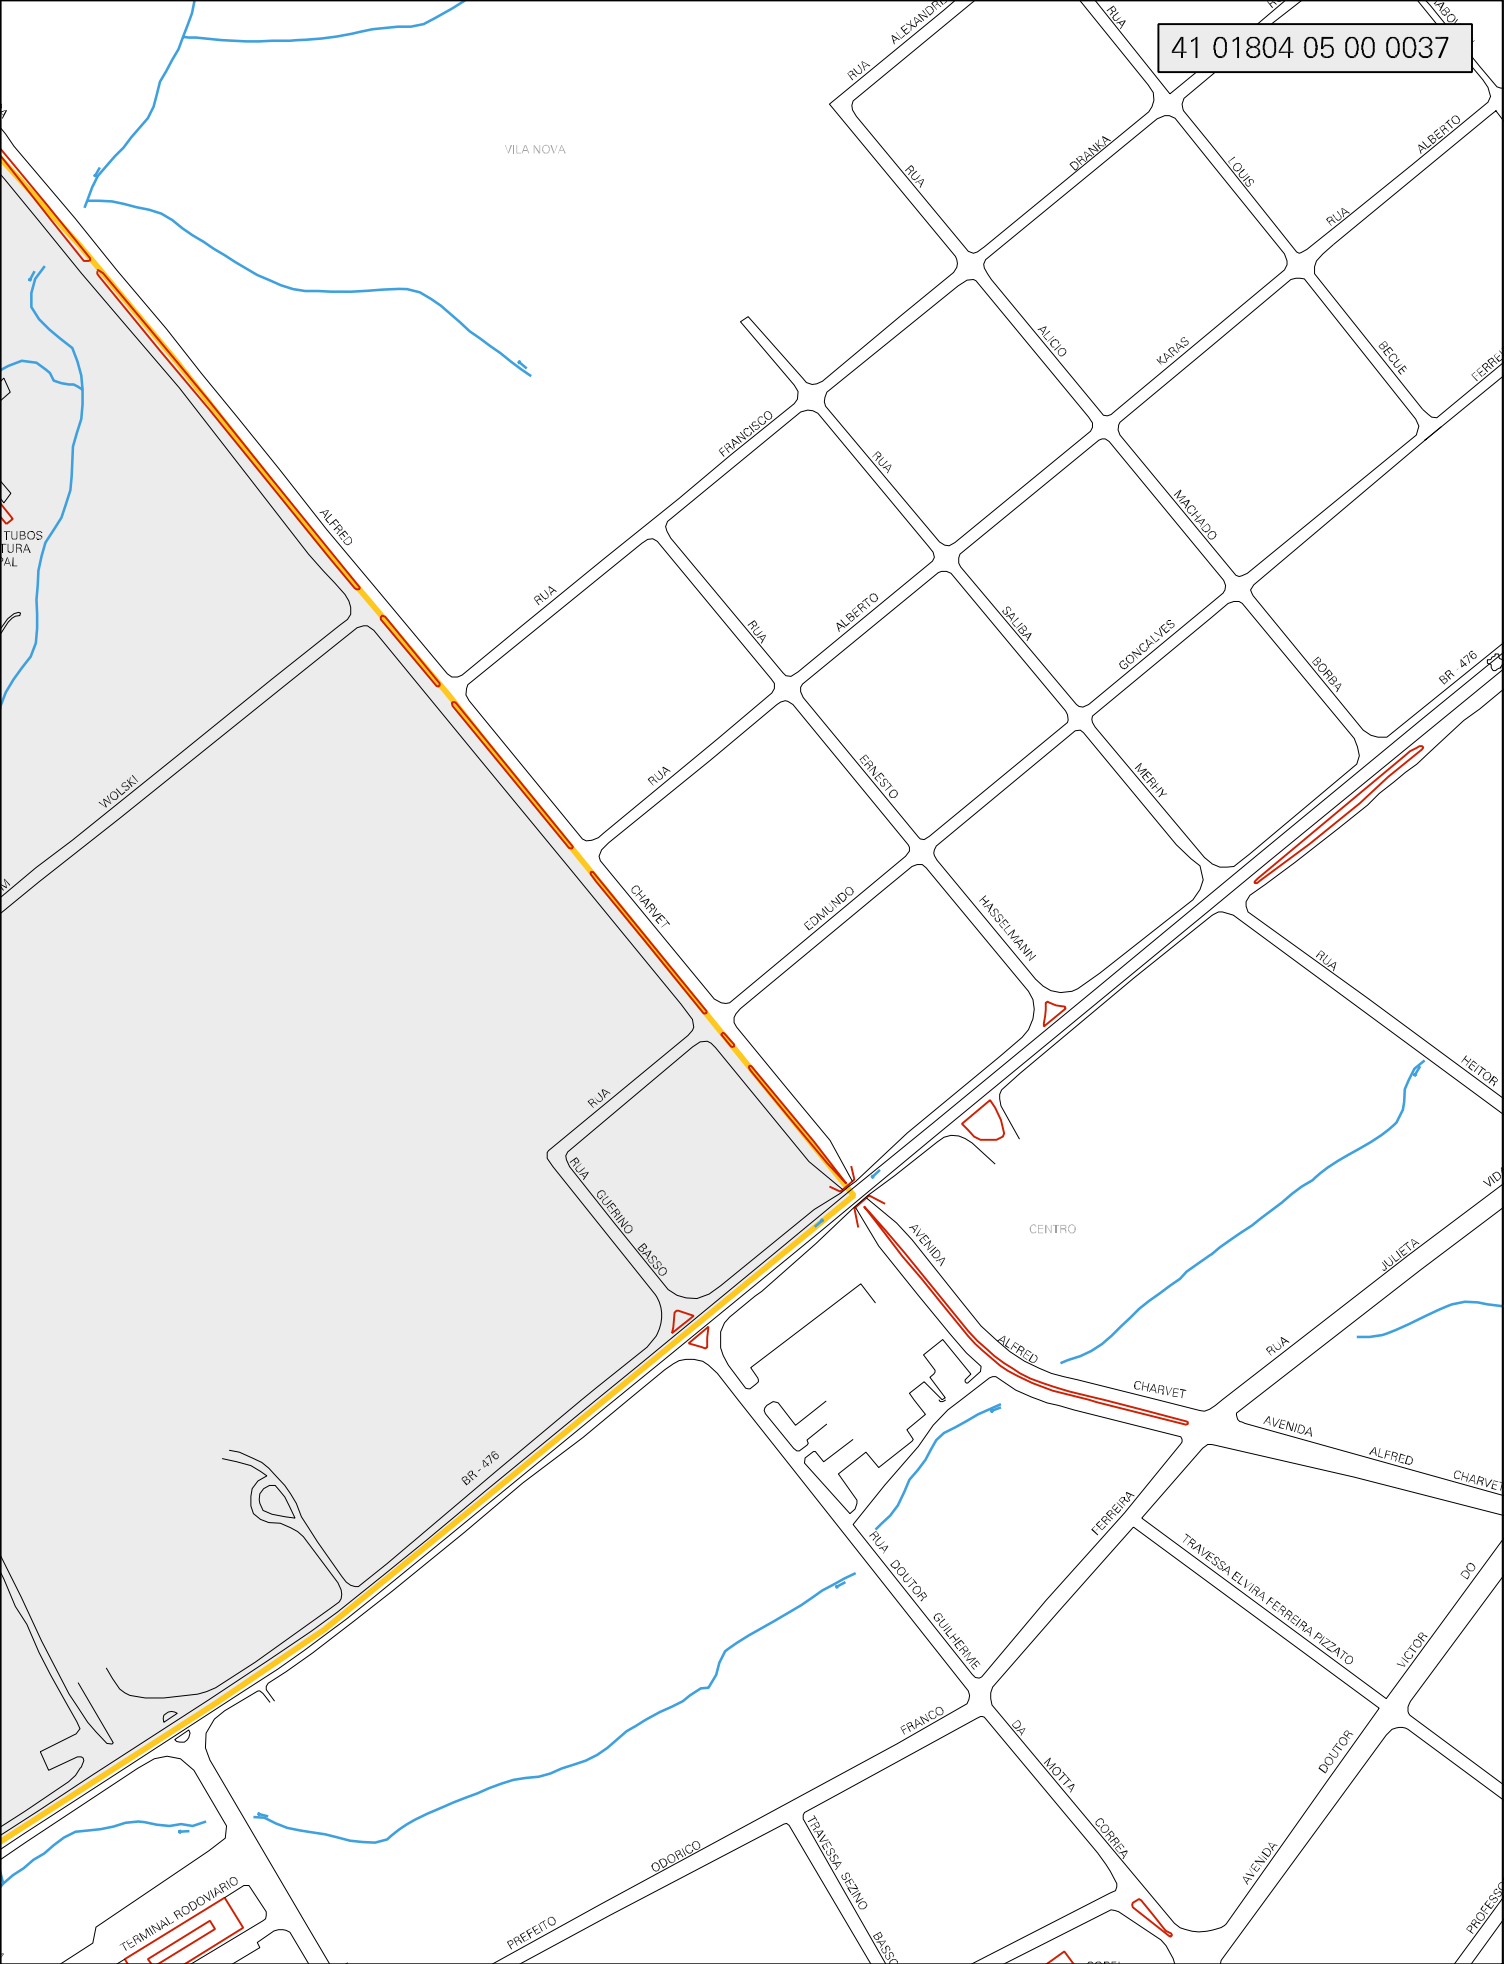 41 01804 05 00 0037
RUA
RUA
VILA NOVA
DRANKA
ALBERTO
LOUIS
RUA
RUA
ALICIO
KARAS
BECUE
FRANCISCO
RUA
MACHADO
ALFRED
TUBOS
RUA
ALBERTO
RUA
SALIBA
GONCALVES
BORBA
BR - 476
WOLSKI
RUA
ERNESTO
MERHY
CHARVET
EDMUNDO
HASSELMANN
RUA
HEITOR
RUA
RUA GUERINO BASSO
CENTRO
AVENIDA
JULIETA
RUA
ALFRED
CHARVET
AVENIDA
ALFRED
CHARVET
BR - 476
FERREIRA
TRAVESSA ELVIRA FERREIRA PIZZATO
RUA DOUTOR GUILHERME
DO
VICTOR
FRANCO
DA
MOTTA
CORREA
DOUTOR
AVENIDA
ODORICO
TRAVESSA SEZINO
BASSO
PREFEITO
TERMINAL RODOVIARIO